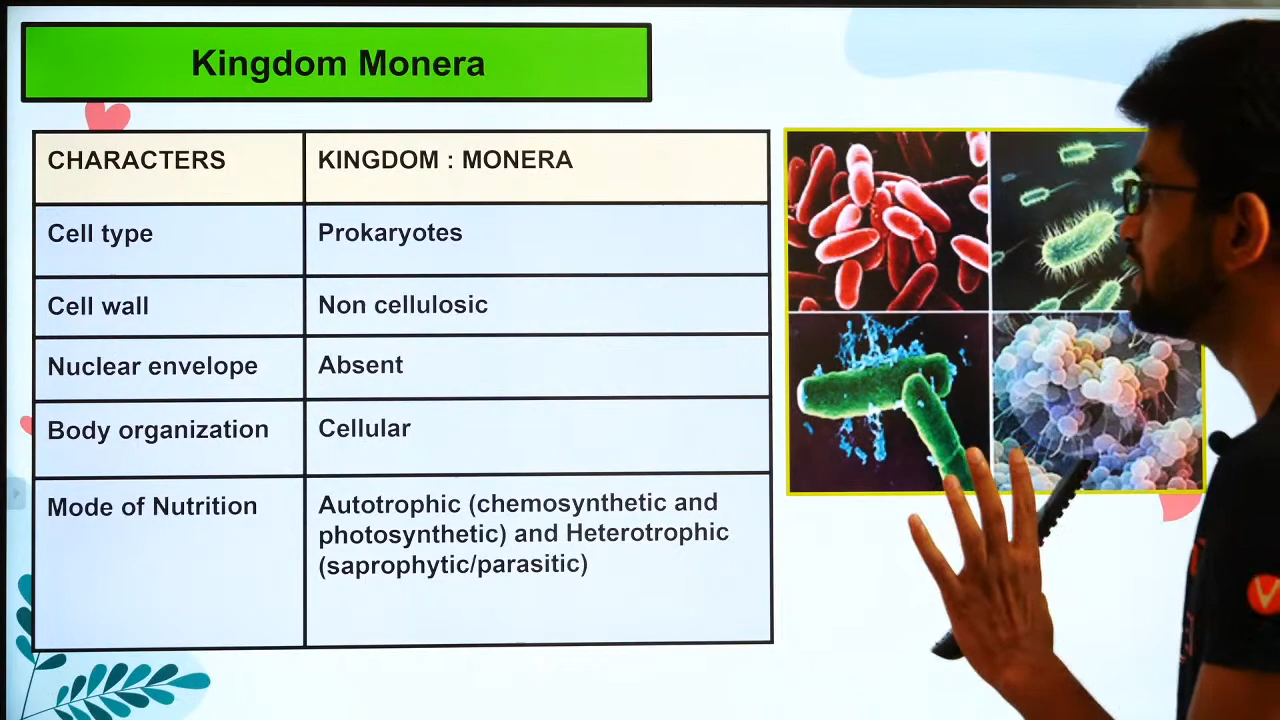 Kingdom Monera
CHARACTERS KINGDOM : MONERA
Cell type Prokaryotes
Cell wall Non cellulosic
Nuclear envelope Absent
Body organization Cellular
Mode of Nutrition Autotrophic (chemosynthetic and
photosynthetic) and Heterotrophic
(saprophytic/parasitic)